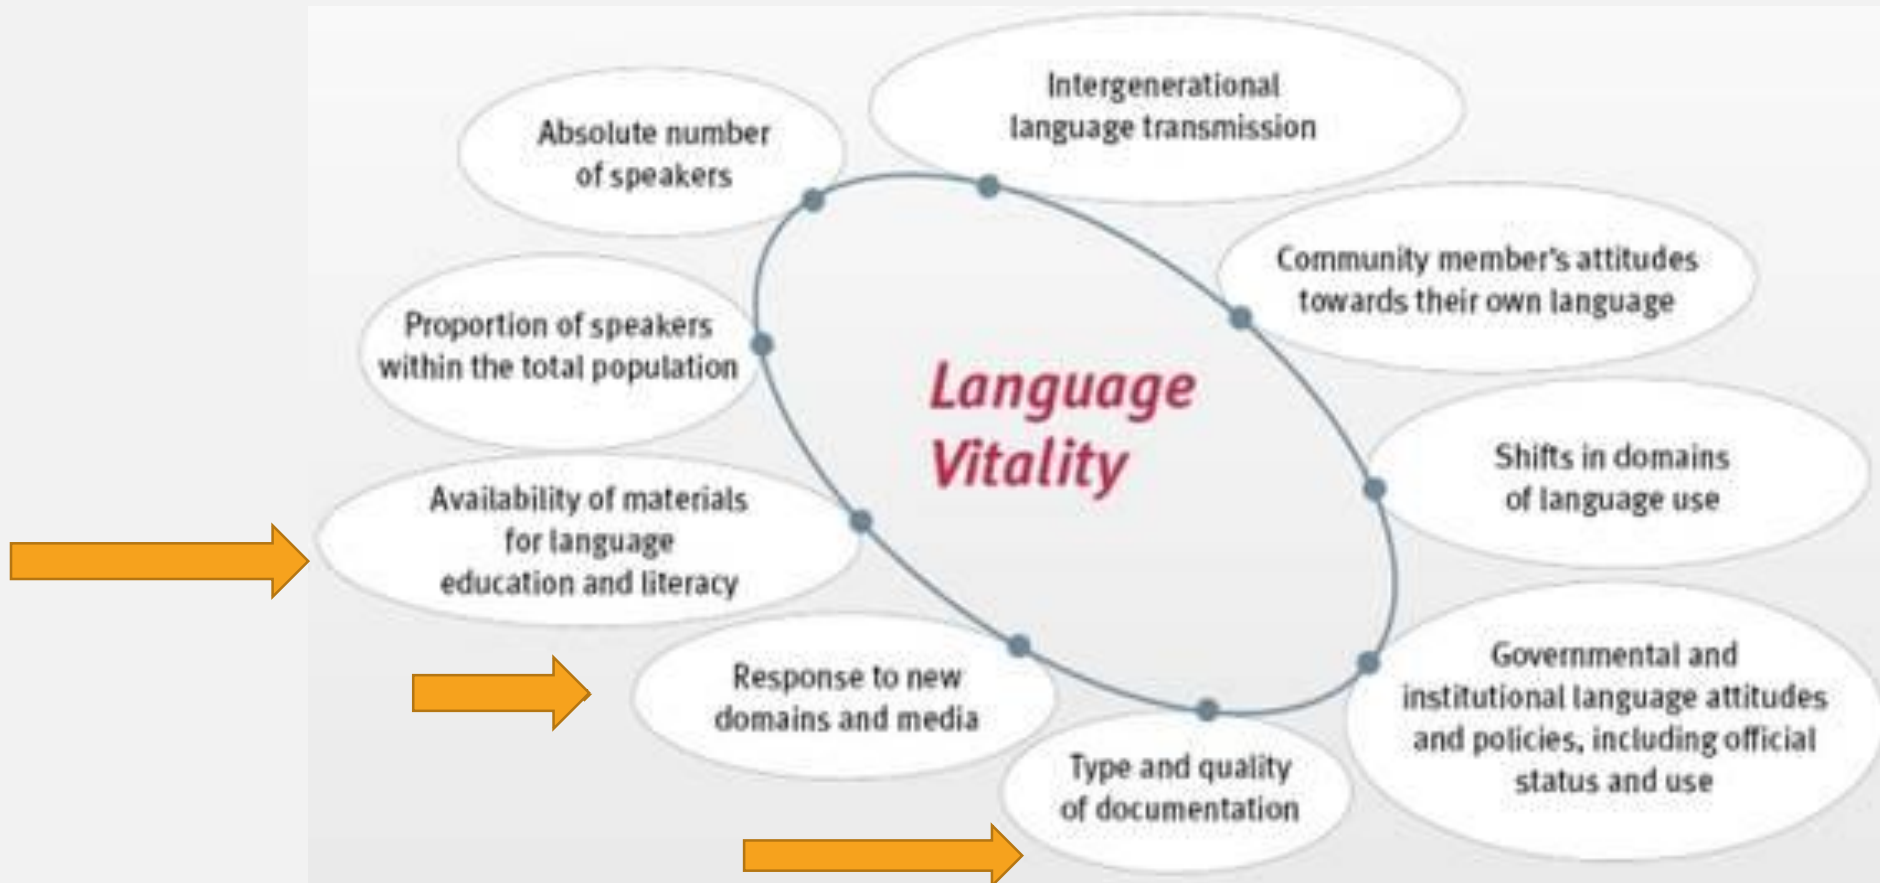 Intergenerational
language transmission
Absolute number
of speakers
Community member's attitudes
towards their own language
Proportion of speakers
within the total population
Language
Vitality
Shifts in domains
of language use
Availability of materials
for language
education and literacy
Governmental and
institutional language attitudes
and policies, including official
status and use
Response to new
domains and media
Type and quality
of documentation